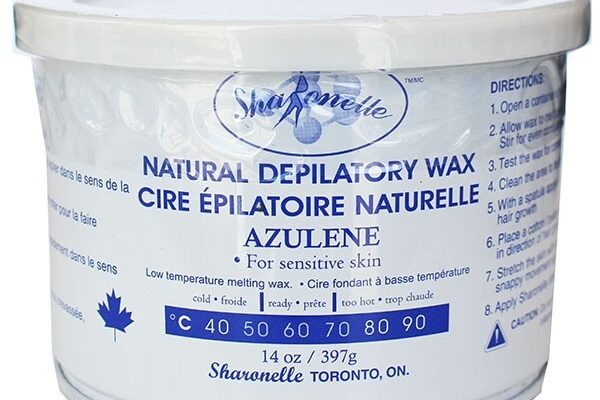 Sharonelle
TM/MC
NATURAL DEPILATORY WAX
CIRE ÉPILATOIRE NATURELLE
AZULENE
• For sensitive skin
Low temperature melting wax. • Cire fondant à basse température
cold • froide | ready • prête | too hot • trop chaude
°C 40 50 60 70 80 90
14 oz / 397g
Sharonelle TORONTO, ON.
dans le sens de la
pour la faire
dans le sens
DIRECTIONS:
1. Open a
2. Allow wax to
Stir for even
3. Test the wax for
4. Clean the area
5. With a spatula
hair growth
6. Place a cotton
in direction
7. Stretch the skin
snappy movement
8. Apply Sharonelle
CAUTION